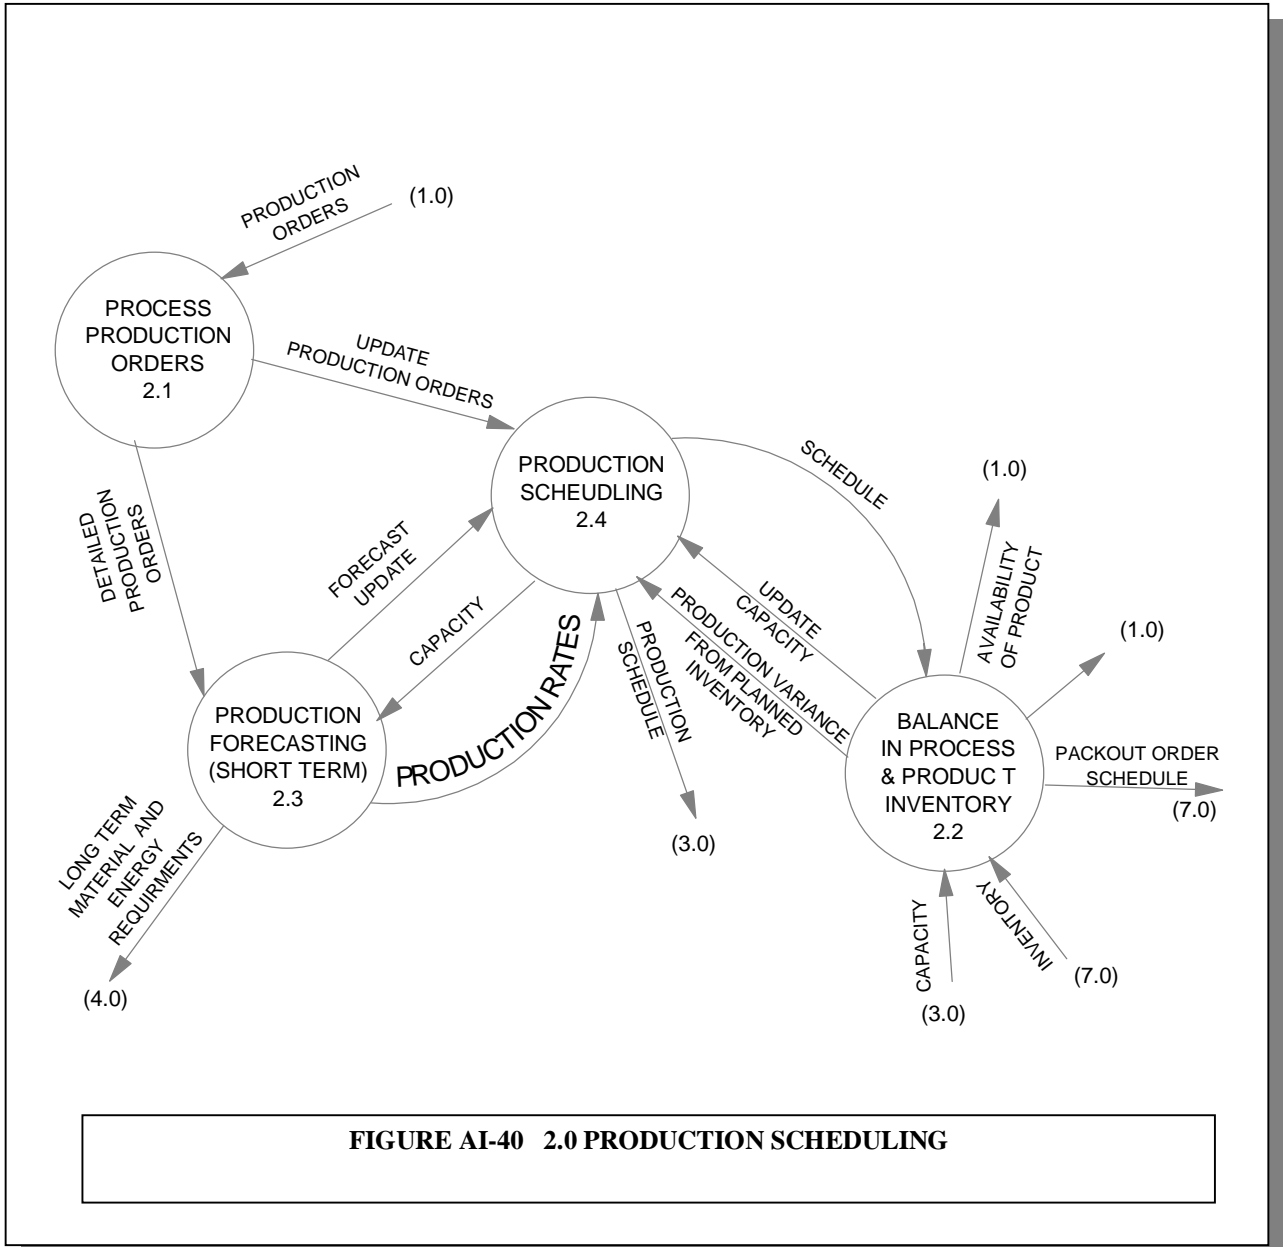 PRODUCTION
ORDERS
(1.0)
PROCESS
PRODUCTION
ORDERS
2.1
UPDATE
PRODUCTION ORDERS
DETAILED
PRODUCTION
ORDERS
PRODUCTION
SCHEUDLING
2.4
SCHEDULE
(1.0)
AVAILABILITY
OF PRODUCT
(1.0)
FORECAST
UPDATE
CAPACITY
PRODUCTION RATES
PRODUCTION
SCHEDULE
(3.0)
UPDATE
CAPACITY
PRODUCTION VARIANCE
FROM PLANNED
INVENTORY
PRODUCTION
FORECASTING
(SHORT TERM)
2.3
BALANCE
IN PROCESS
& PRODUC T
INVENTORY
2.2
PACKOUT ORDER
SCHEDULE
(7.0)
LONG TERM
MATERIAL AND
ENERGY
REQUIRMENTS
(4.0)
CAPACITY
(3.0)
INVENTORY
(7.0)
FIGURE AI-40 2.0 PRODUCTION SCHEDULING